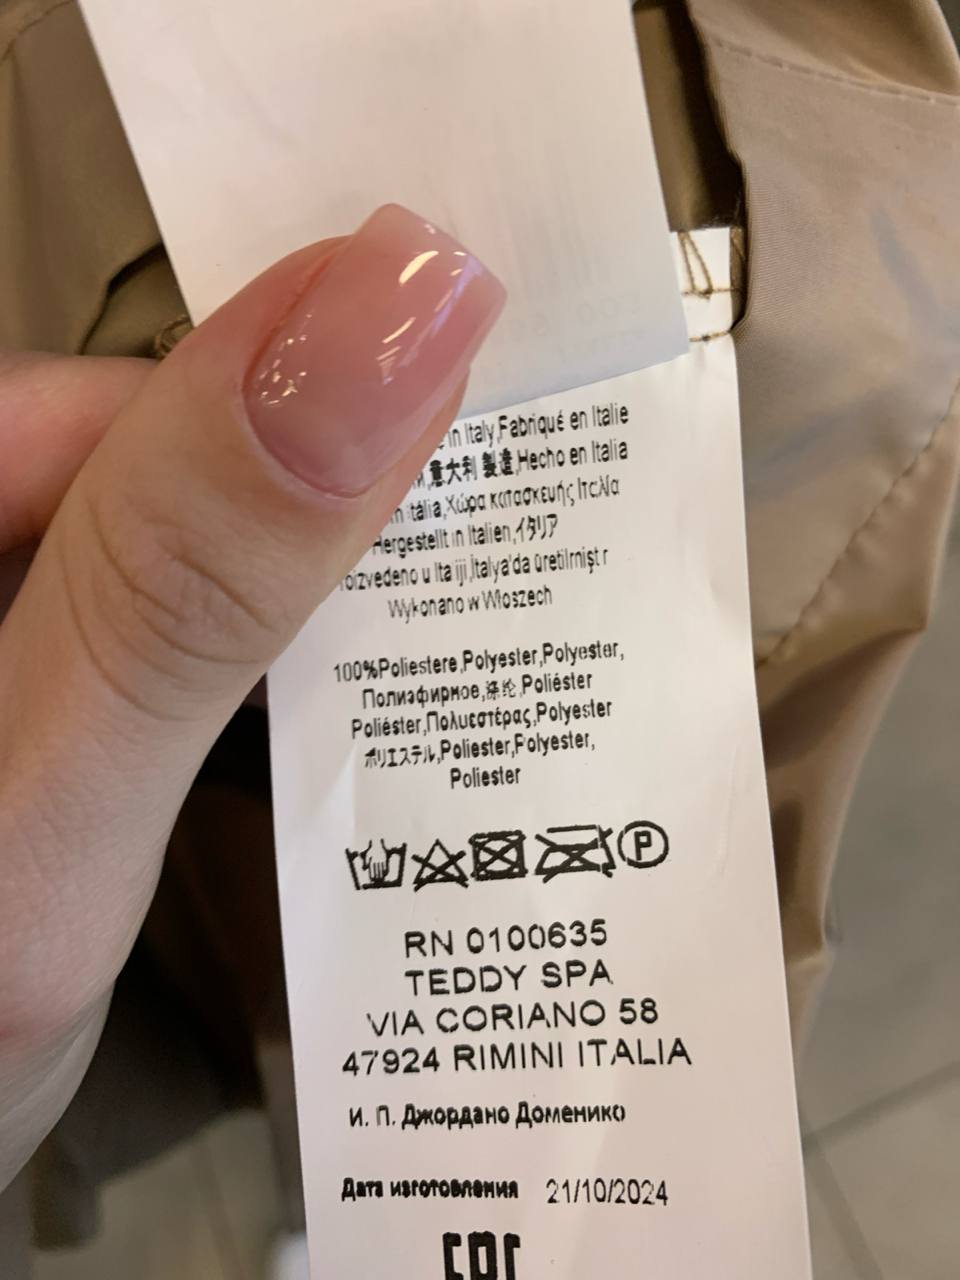 in Italy,Fabriqué en Italie
意大利 製造,Hecho en Italia
Itália,Χώρα κατασκευής Ιταλία
Hergestellt in Italien,イタリア
u Italiji,İtalya'da üretilmiştir
Wykonano w Włoszech
100%Poliestere,Polyester,Polyester,
Полиэфирное,涤纶,Poliéster
Poliéster,Πολυεστέρας,Polyester
ポリエステル,Poliester,Polyester,
Poliester
P
RN 0100635
TEDDY SPA
VIA CORIANO 58
47924 RIMINI ITALIA
И. П. Джордано Доменико
Дата изготовления 21/10/2024